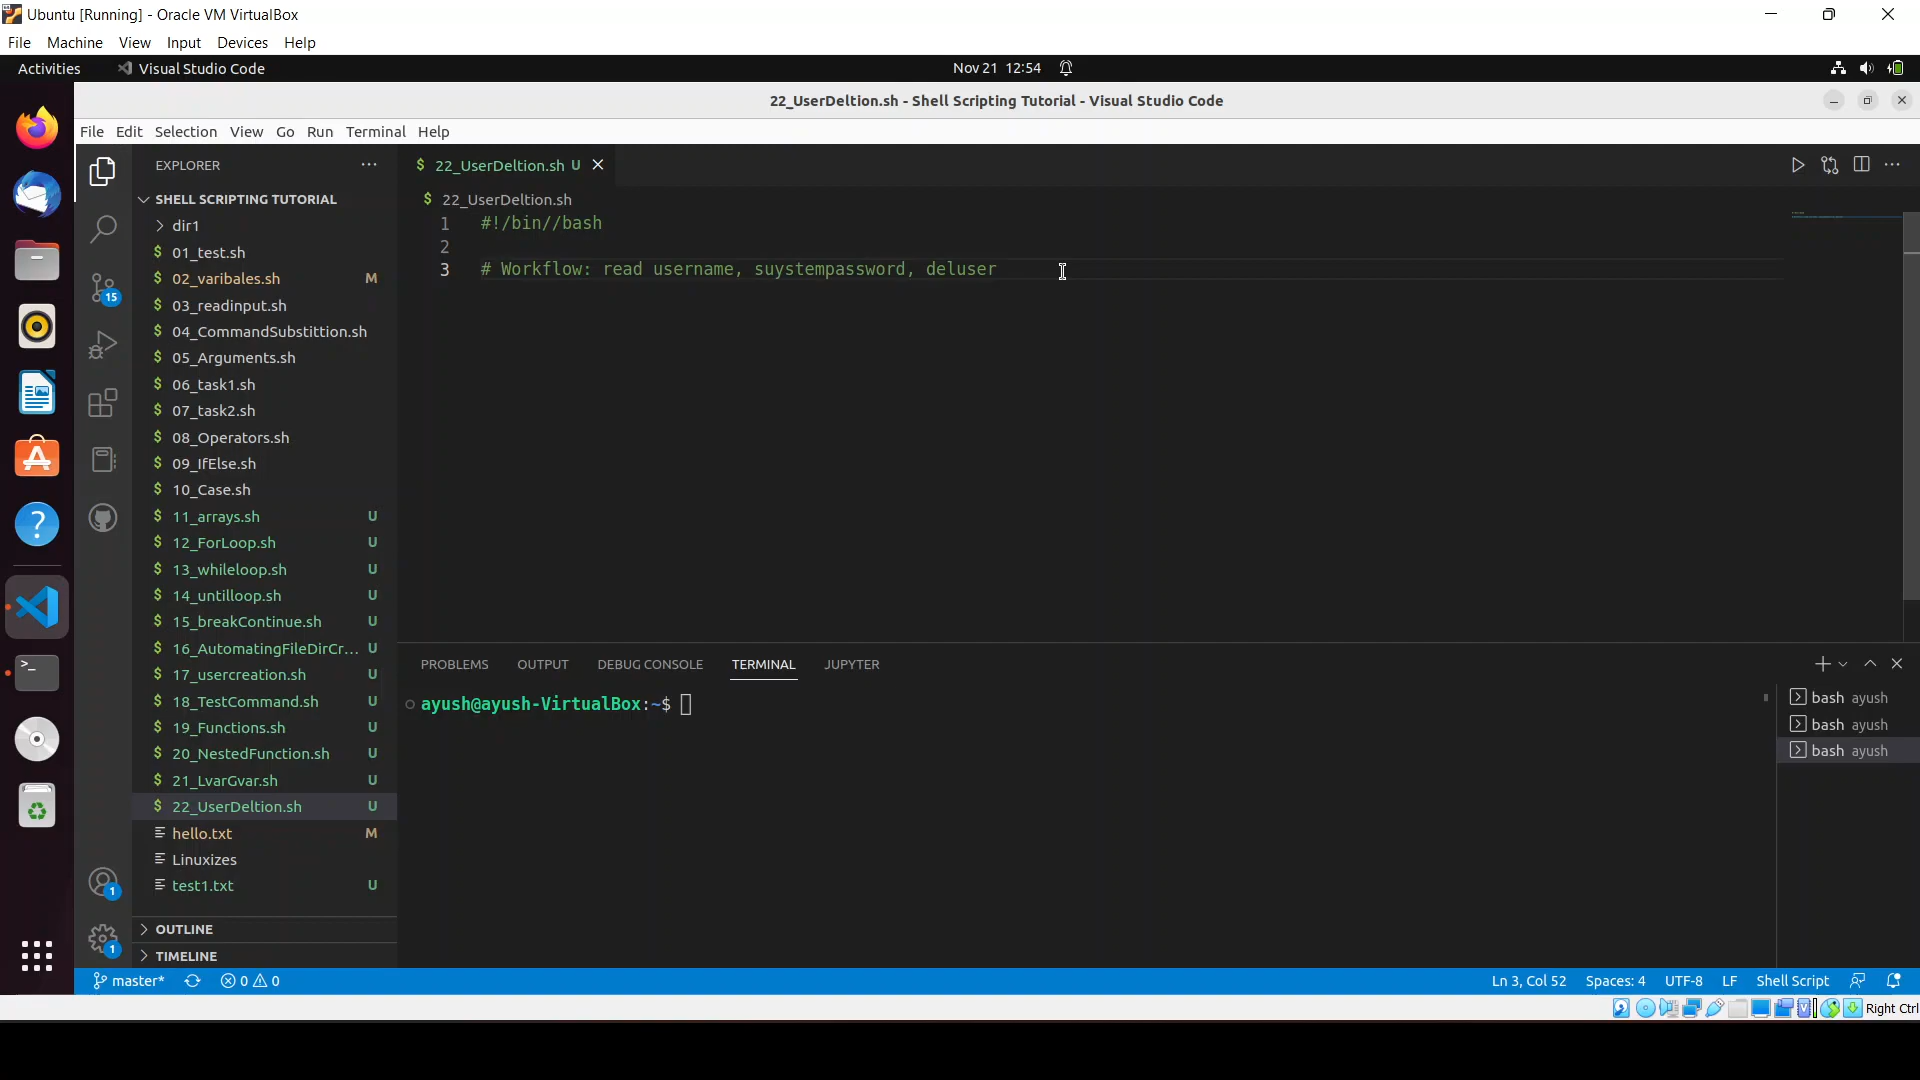 Ubuntu [Running] - Oracle VM VirtualBox
File Machine View Input Devices Help
Activities Visual Studio Code Nov 21 12:54
22_UserDeltion.sh - Shell Scripting Tutorial - Visual Studio Code
File Edit Selection View Go Run Terminal Help
EXPLORER
$ 22_UserDeltion.sh U
SHELL SCRIPTING TUTORIAL
$ 22_UserDeltion.sh
dir1
$ 01_test.sh
$ 02_varibales.sh M
$ 03_readinput.sh
$ 04_CommandSubstittion.sh
$ 05_Arguments.sh
$ 06_task1.sh
$ 07_task2.sh
$ 08_Operators.sh
$ 09_IfElse.sh
$ 10_Case.sh
$ 11_arrays.sh U
$ 12_ForLoop.sh U
$ 13_whileloop.sh U
$ 14_untilloop.sh U
$ 15_breakContinue.sh U
$ 16_AutomatingFileDirCr... U
$ 17_usercreation.sh U
$ 18_TestCommand.sh U
$ 19_Functions.sh U
$ 20_NestedFunction.sh U
$ 21_LvarGvar.sh U
$ 22_UserDeltion.sh U
hello.txt M
Linuxizes
test1.txt U
OUTLINE
TIMELINE
15
1
1
1 #!/bin//bash
2
3 # Workflow: read username, suystempassword, deluser
PROBLEMS OUTPUT DEBUG CONSOLE TERMINAL JUPYTER
ayush@ayush-VirtualBox:~$
bash ayush
bash ayush
bash ayush
master* 0 0 Ln 3, Col 52 Spaces: 4 UTF-8 LF Shell Script
Right Ctrl